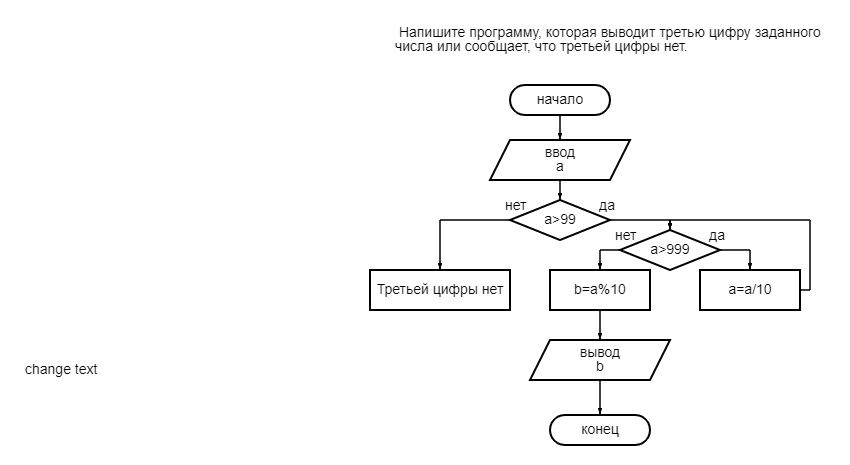 Напишите программу, которая выводит третью цифру заданного
числа или сообщает, что третьей цифры нет.
начало
ввод
a
нет
да
a>99
нет
да
a>999
Третьей цифры нет
b=a%10
a=a/10
вывод
b
change text
конец